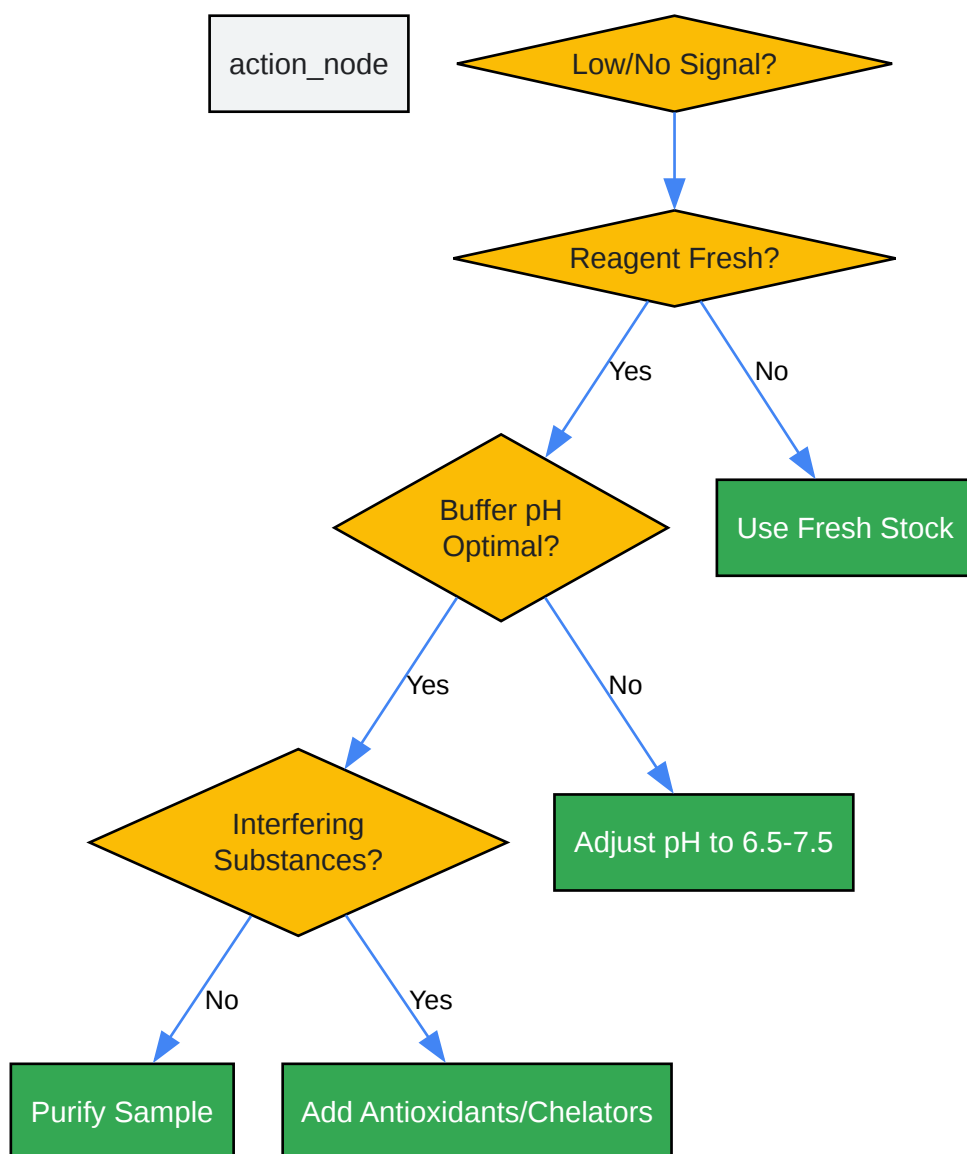 action_node
Low/No Signal?
Reagent Fresh?
Yes
No
Buffer pH
Optimal?
Use Fresh Stock
Yes
No
Interfering
Substances?
Adjust pH to 6.5-7.5
No
Yes
Purify Sample
Add Antioxidants/Chelators